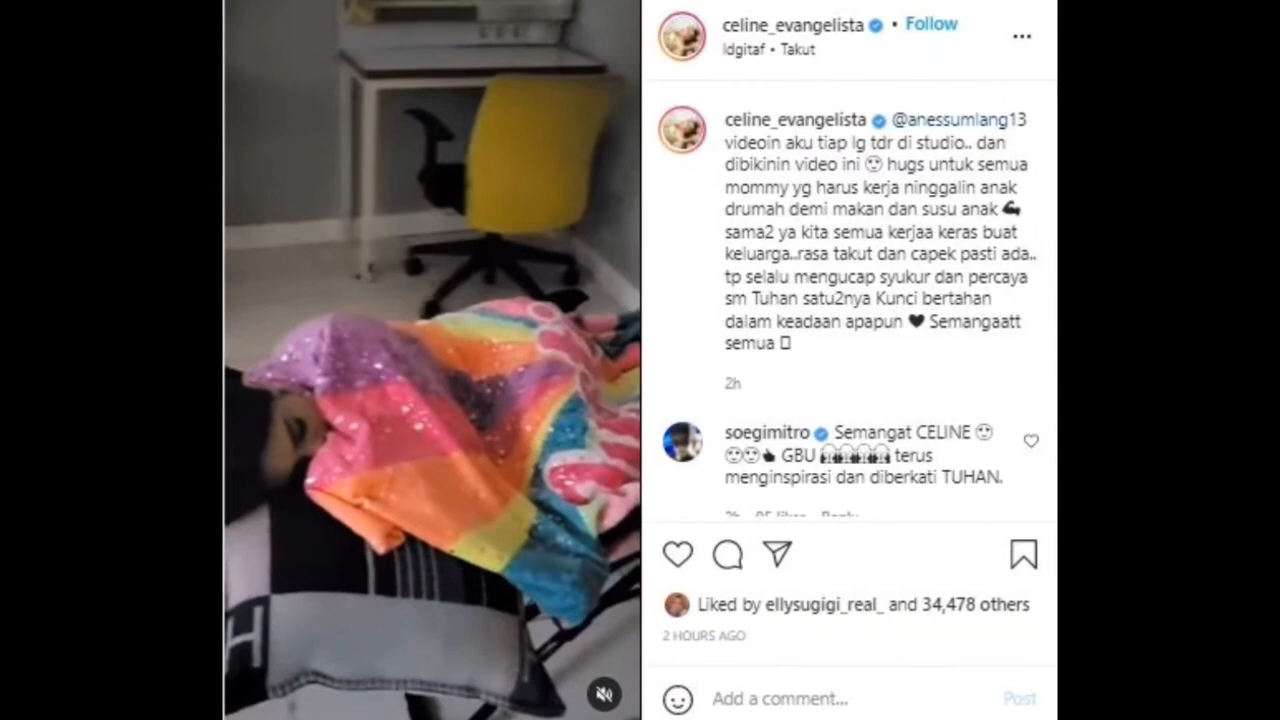 celine_evangelista • Follow
Idgitaf • Takut
...
celine_evangelista @anessumlang13
videoin aku tiap lg tdr di studio.. dan
dibikinin video ini 🙂 hugs untuk semua
mommy yg harus kerja ninggalin anak
drumah demi makan dan susu anak 💪
sama2 ya kita semua kerjaa keras buat
keluarga..rasa takut dan capek pasti ada..
tp selalu mengucap syukur dan percaya
sm Tuhan satu2nya Kunci bertahan
dalam keadaan apapun 🖤 Semangaatt
semua
2h
soegimitro Semangat CELINE 🙂
🙂🙂👍 GBU terus
menginspirasi dan diberkati TUHAN.
Liked by ellysugigi_real_ and 34,478 others
2 HOURS AGO
Add a comment... Post
H